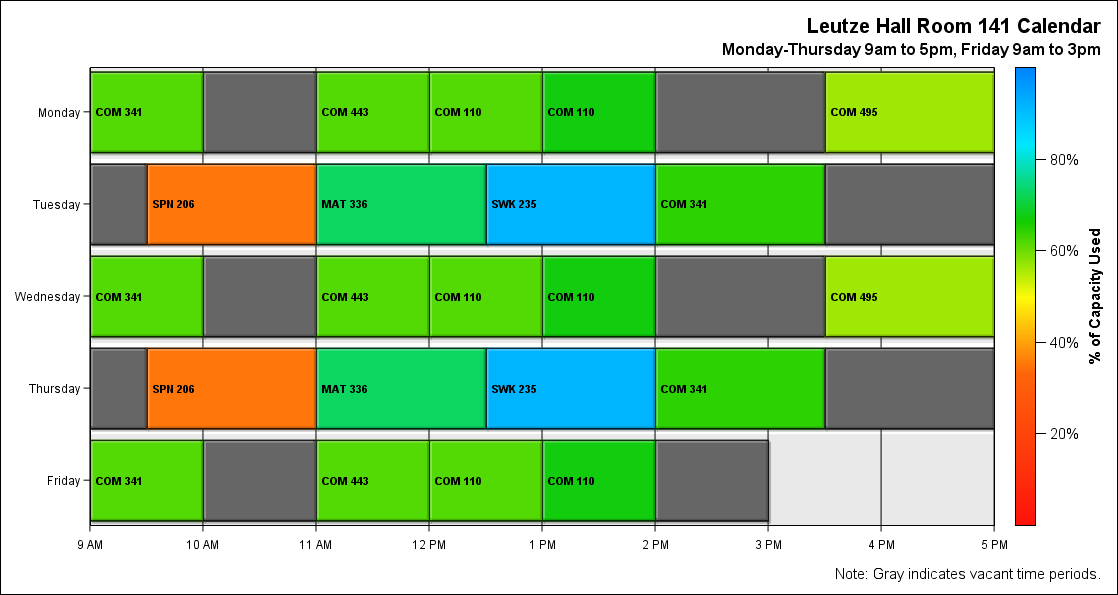 Leutze Hall Room 141 Calendar
Monday-Thursday 9am to 5pm, Friday 9am to 3pm
Monday
COM 341
COM 443
COM 110
COM 110
COM 495
Tuesday
SPN 206
MAT 336
SWK 235
COM 341
Wednesday
COM 341
COM 443
COM 110
COM 110
COM 495
Thursday
SPN 206
MAT 336
SWK 235
COM 341
Friday
COM 341
COM 443
COM 110
COM 110
9 AM
10 AM
11 AM
12 PM
1 PM
2 PM
3 PM
4 PM
5 PM
80%
60%
40%
20%
% of Capacity Used
Note: Gray indicates vacant time periods.